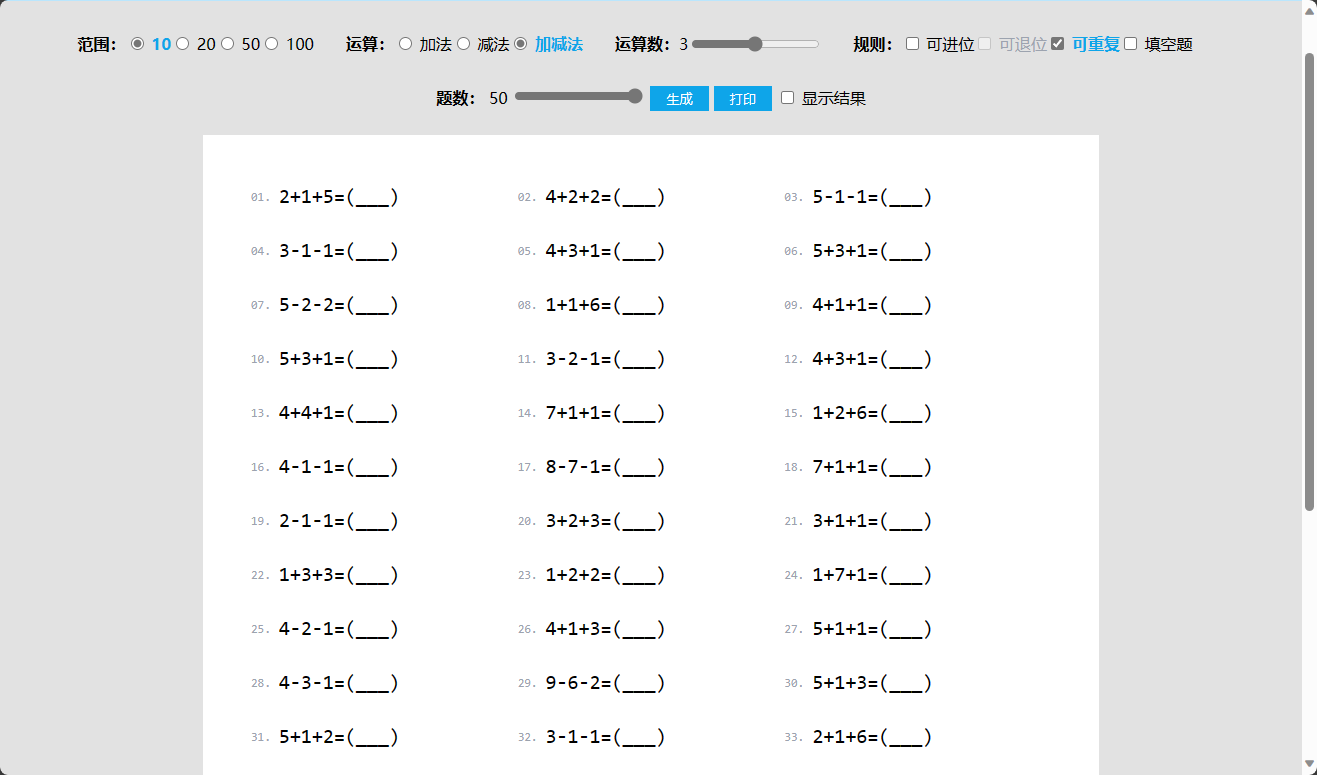 范围： 10 20 50 100 运算： 加法 减法 加减法 运算数：3 规则： 可进位 可退位 可重复 填空题
题数： 50 生成 打印 显示结果
01. 2+1+5=(___) 02. 4+2+2=(___) 03. 5-1-1=(___)
04. 3-1-1=(___) 05. 4+3+1=(___) 06. 5+3+1=(___)
07. 5-2-2=(___) 08. 1+1+6=(___) 09. 4+1+1=(___)
10. 5+3+1=(___) 11. 3-2-1=(___) 12. 4+3+1=(___)
13. 4+4+1=(___) 14. 7+1+1=(___) 15. 1+2+6=(___)
16. 4-1-1=(___) 17. 8-7-1=(___) 18. 7+1+1=(___)
19. 2-1-1=(___) 20. 3+2+3=(___) 21. 3+1+1=(___)
22. 1+3+3=(___) 23. 1+2+2=(___) 24. 1+7+1=(___)
25. 4-2-1=(___) 26. 4+1+3=(___) 27. 5+1+1=(___)
28. 4-3-1=(___) 29. 9-6-2=(___) 30. 5+1+3=(___)
31. 5+1+2=(___) 32. 3-1-1=(___) 33. 2+1+6=(___)